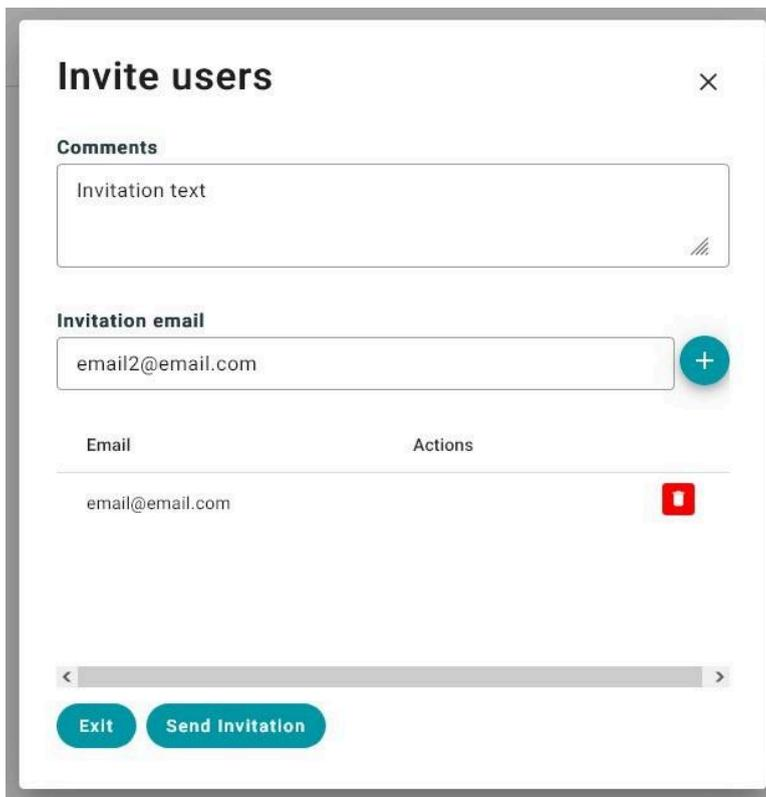 Invite users
Comments
Invitation text
Invitation email
email2@email.com
Email Actions
email@email.com
Exit Send Invitation